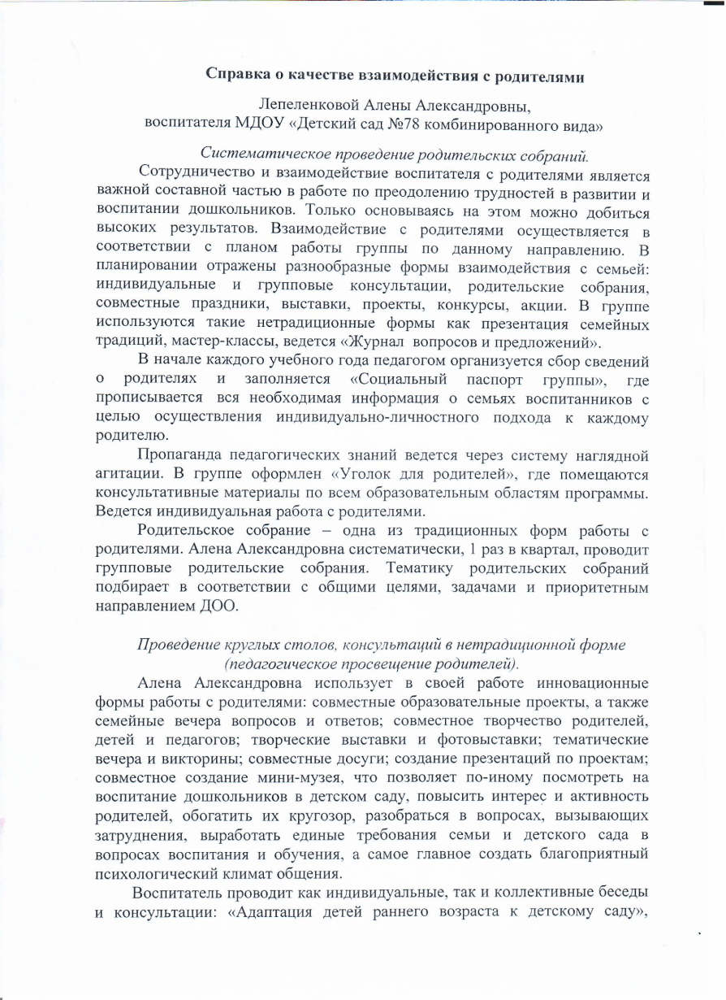 Справка о качестве взаимодействия с родителями
Лепеленковой Алены Александровны,
воспитателя МДОУ «Детский сад №78 комбинированного вида»
Систематическое проведение родительских собраний.
Сотрудничество и взаимодействие воспитателя с родителями является
важной составной частью в работе по преодолению трудностей в развитии и
воспитании дошкольников. Только основываясь на этом можно добиться
высоких результатов. Взаимодействие с родителями осуществляется в
соответствии с планом работы группы по данному направлению. В
планировании отражены разнообразные формы взаимодействия с семьей:
индивидуальные и групповые консультации, родительские собрания,
совместные праздники, выставки, проекты, конкурсы, акции. В группе
используются такие нетрадиционные формы как презентация семейных
традиций, мастер-классы, ведется «Журнал вопросов и предложений».
В начале каждого учебного года педагогом организуется сбор сведений
о родителях и заполняется «Социальный паспорт группы», где
прописывается вся необходимая информация о семьях воспитанников с
целью осуществления индивидуально-личностного подхода к каждому
родителю.
Пропаганда педагогических знаний ведется через систему наглядной
агитации. В группе оформлен «Уголок для родителей», где помещаются
консультативные материалы по всем образовательным областям программы.
Ведется индивидуальная работа с родителями.
Родительское собрание – одна из традиционных форм работы с
родителями. Алена Александровна систематически, 1 раз в квартал, проводит
групповые родительские собрания. Тематику родительских собраний
подбирает в соответствии с общими целями, задачами и приоритетным
направлением ДОО.
Проведение круглых столов, консультаций в нетрадиционной форме
(педагогическое просвещение родителей).
Алена Александровна использует в своей работе инновационные
формы работы с родителями: совместные образовательные проекты, а также
семейные вечера вопросов и ответов; совместное творчество родителей,
детей и педагогов; творческие выставки и фотовыставки; тематические
вечера и викторины; совместные досуги; создание презентаций по проектам;
совместное создание мини-музея, что позволяет по-иному посмотреть на
воспитание дошкольников в детском саду, повысить интерес и активность
родителей, обогатить их кругозор, разобраться в вопросах, вызывающих
затруднения, выработать единые требования семьи и детского сада в
вопросах воспитания и обучения, а самое главное создать благоприятный
психологический климат общения.
Воспитатель проводит как индивидуальные, так и коллективные беседы
и консультации: «Адаптация детей раннего возраста к детскому саду»,